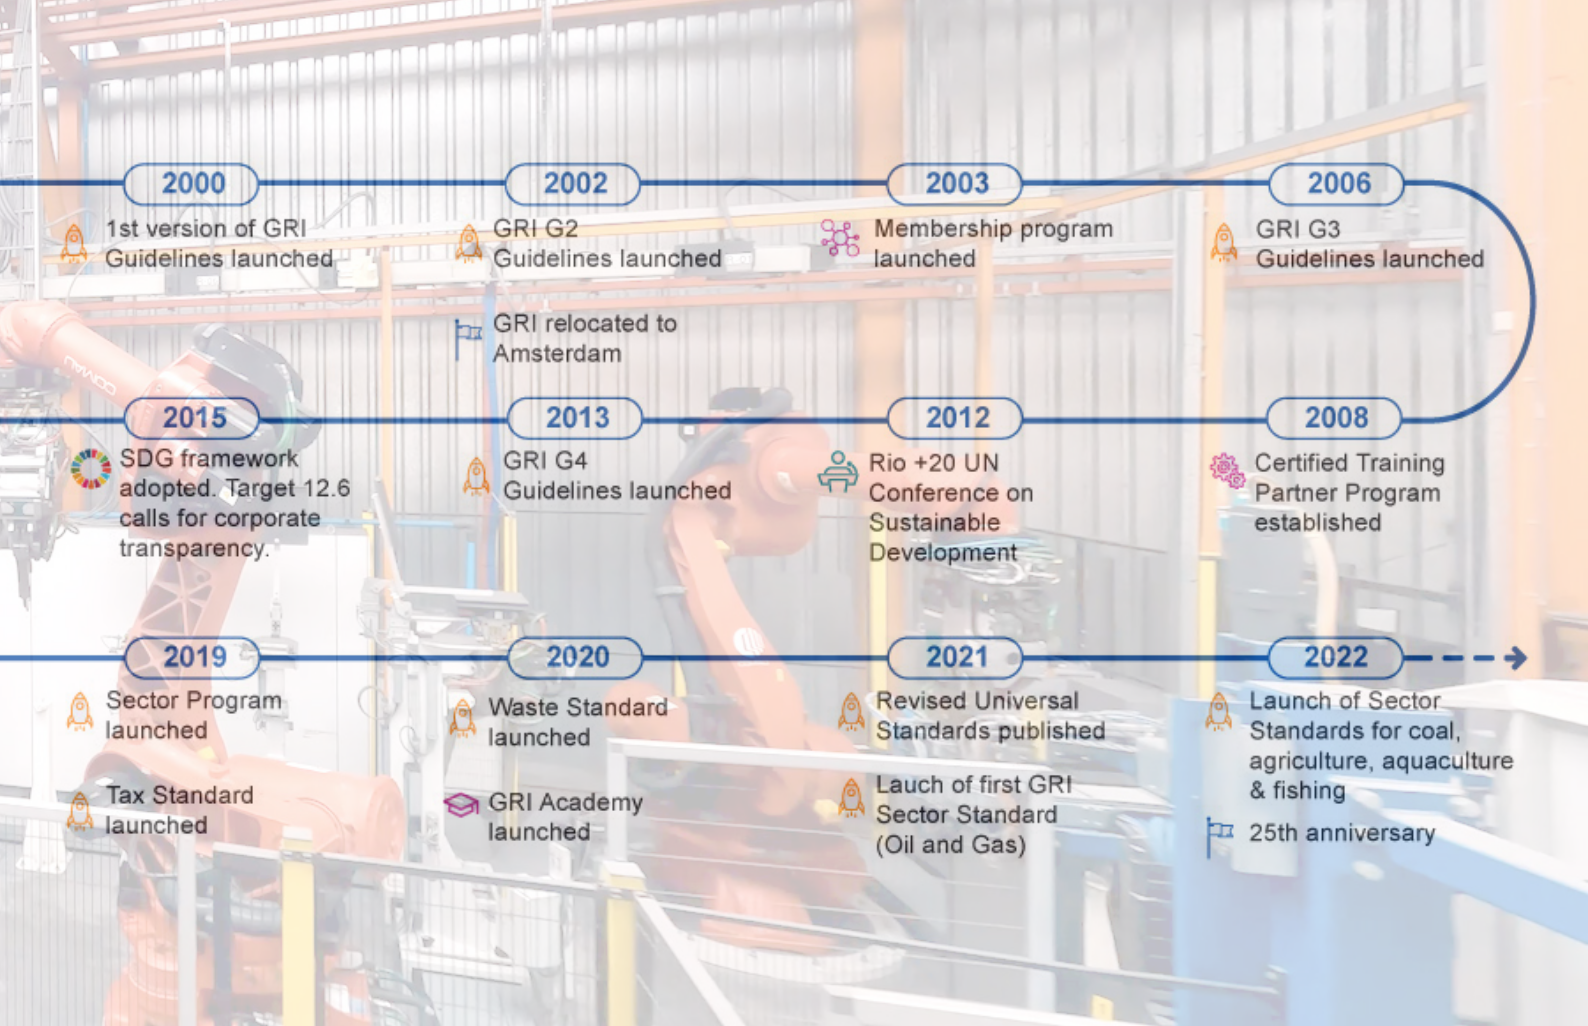 2000
1st version of GRI
Guidelines launched
2002
GRI G2
Guidelines launched
GRI relocated to
Amsterdam
2003
Membership program
launched
2006
GRI G3
Guidelines launched
2015
SDG framework
adopted. Target 12.6
calls for corporate
transparency.
2013
GRI G4
Guidelines launched
2012
Rio +20 UN
Conference on
Sustainable
Development
2008
Certified Training
Partner Program
established
2019
Sector Program
launched
Tax Standard
launched
2020
Waste Standard
launched
GRI Academy
launched
2021
Revised Universal
Standards published
Lauch of first GRI
Sector Standard
(Oil and Gas)
2022
Launch of Sector
Standards for coal,
agriculture, aquaculture
& fishing
25th anniversary
COMAU